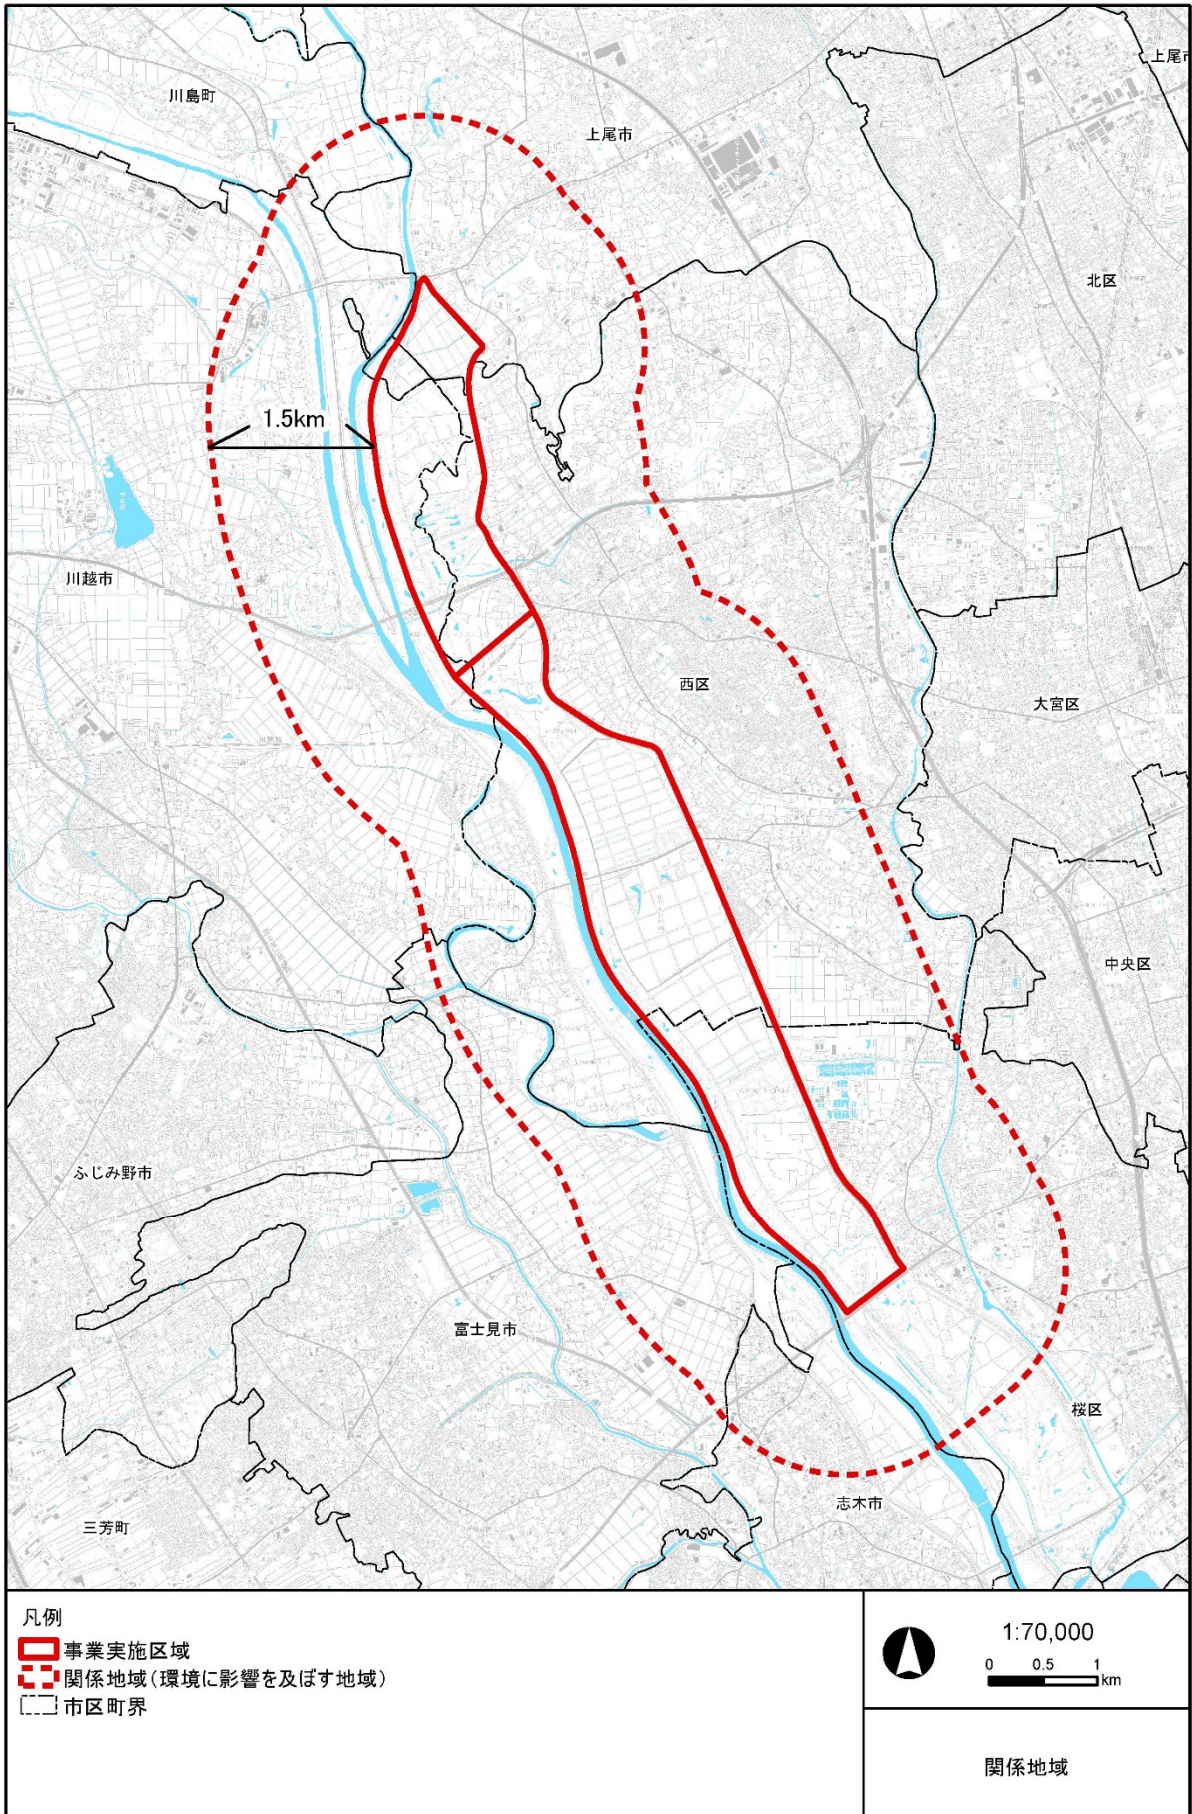 上尾市
川島町
上尾市
北区
1.5km
川越市
西区
大宮区
中央区
ふじみ野市
富士見市
桜区
志木市
三芳町
凡例
事業実施区域
関係地域(環境に影響を及ぼす地域)
市区町界
1:70,000
0 0.5 1
km
関係地域